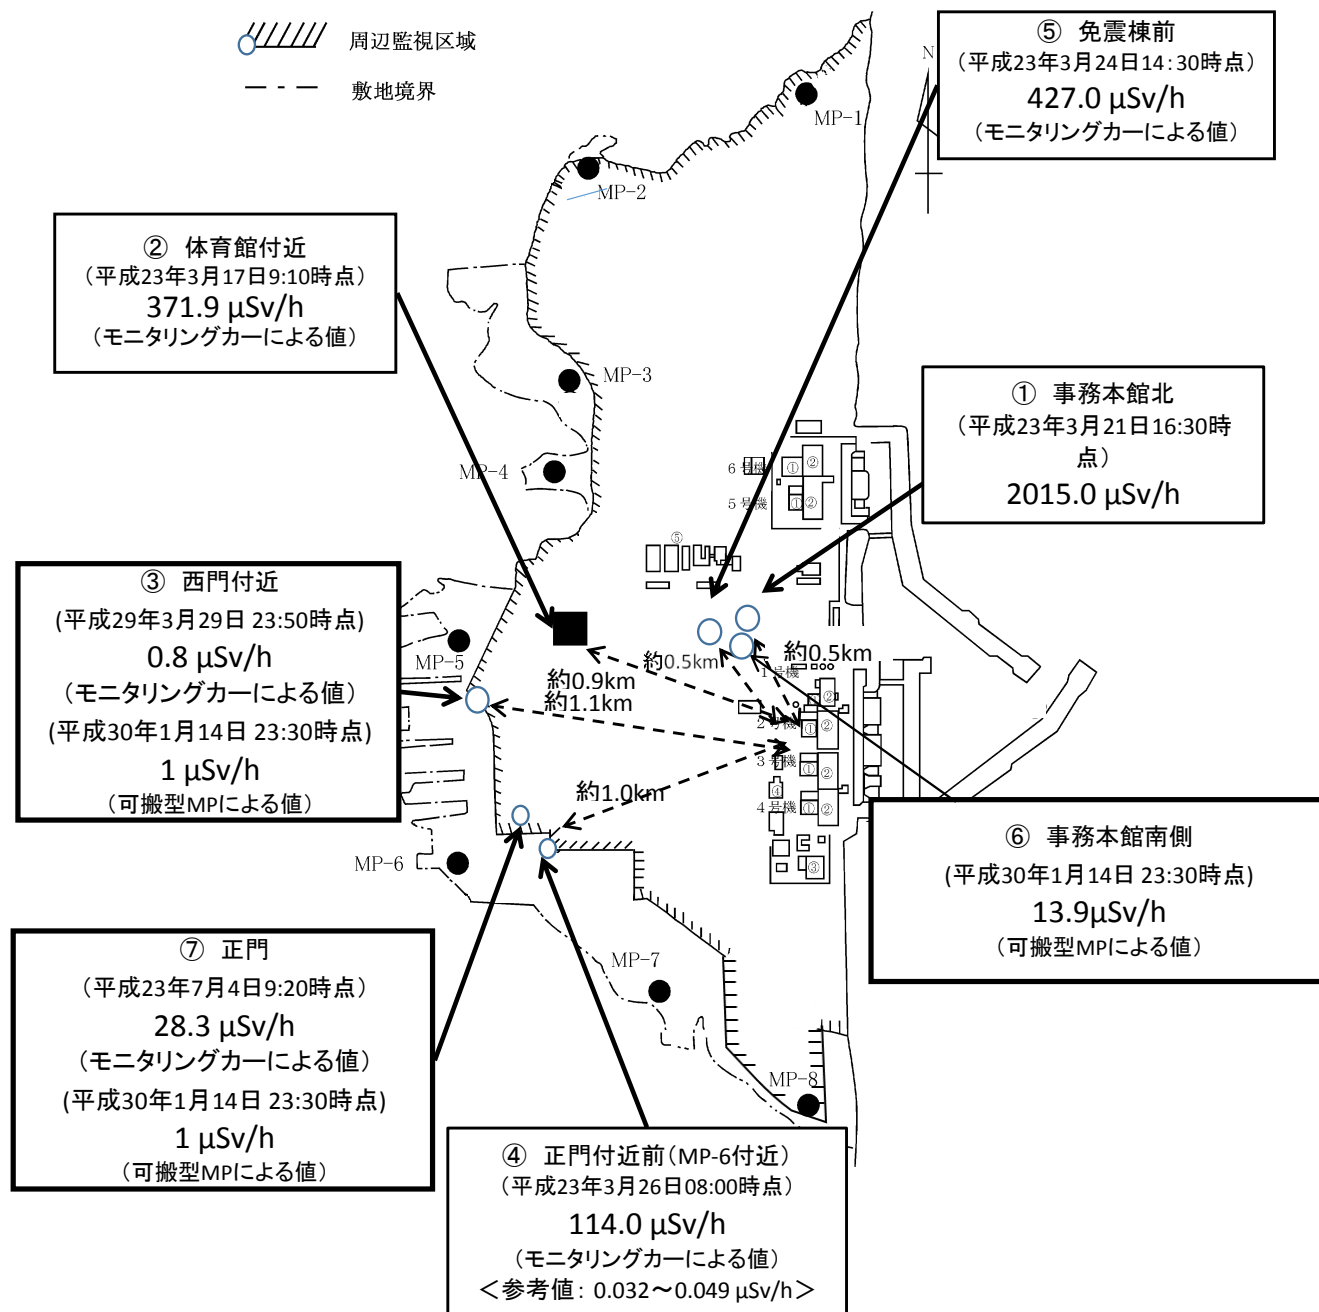 周辺監視区域
敷地境界
⑤ 免震棟前
(平成23年3月24日14:30時点)
427.0 μSv/h
(モニタリングカーによる値)
N
MP-1
MP-2
② 体育館付近
(平成23年3月17日9:10時点)
371.9 μSv/h
(モニタリングカーによる値)
MP-3
① 事務本館北
(平成23年3月21日16:30時
点)
2015.0 μSv/h
MP-4
6号機
① ②
5号機
① ②
⑤
③ 西門付近
(平成29年3月29日 23:50時点)
0.8 μSv/h
(モニタリングカーによる値)
(平成30年1月14日 23:30時点)
1 μSv/h
(可搬型MPによる値)
MP-5
約0.5km
約0.5km
約0.9km
約1.1km
1号機
②
2号機
① ②
3号機
① ②
④
4号機
① ②
③
約1.0km
⑥ 事務本館南側
(平成30年1月14日 23:30時点)
13.9μSv/h
(可搬型MPによる値)
MP-6
⑦ 正門
(平成23年7月4日9:20時点)
28.3 μSv/h
(モニタリングカーによる値)
(平成30年1月14日 23:30時点)
1 μSv/h
(可搬型MPによる値)
MP-7
MP-8
④ 正門付近前(MP-6付近)
(平成23年3月26日08:00時点)
114.0 μSv/h
(モニタリングカーによる値)
<参考値: 0.032~0.049 μSv/h>